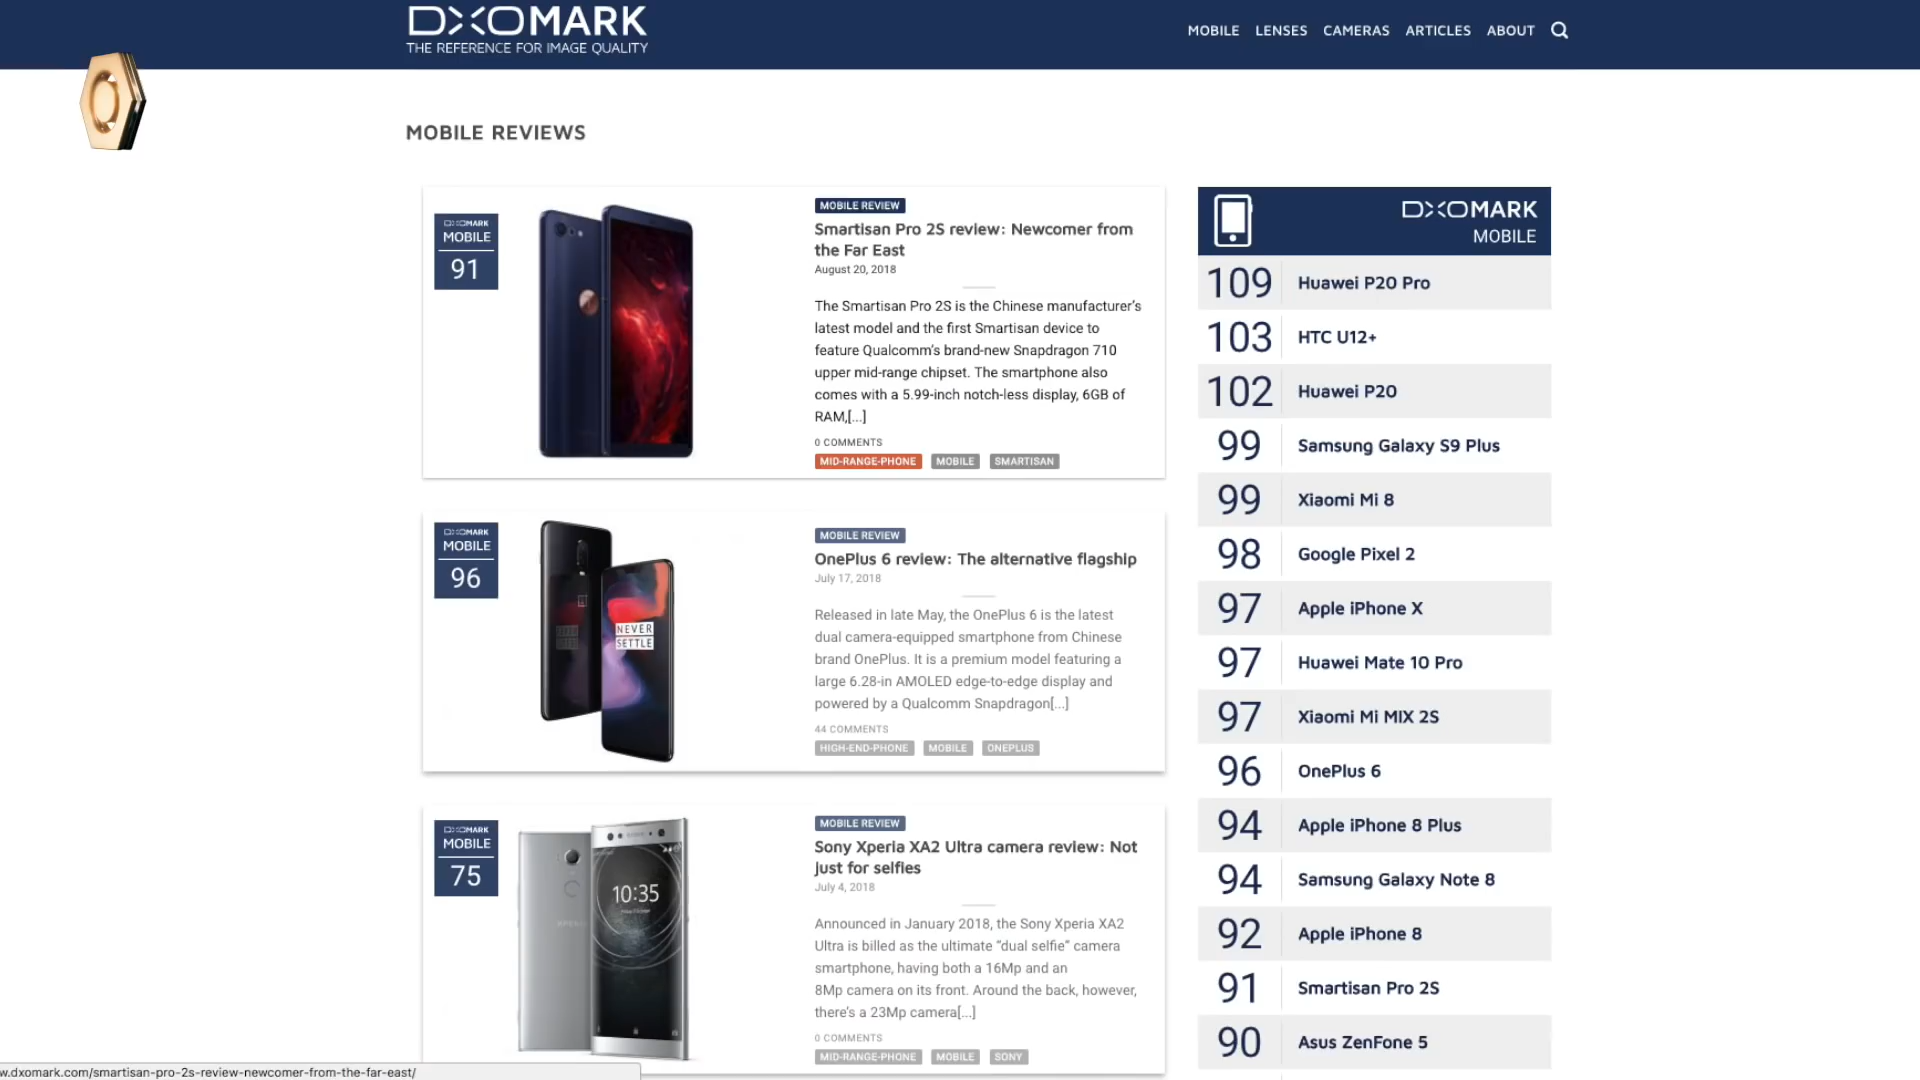 DXOMARK
THE REFERENCE FOR IMAGE QUALITY
MOBILE LENSES CAMERAS ARTICLES ABOUT
MOBILE REVIEWS
DXOMARK
MOBILE
91
MOBILE REVIEW
Smartisan Pro 2S review: Newcomer from
the Far East
August 20, 2018
The Smartisan Pro 2S is the Chinese manufacturer's
latest model and the first Smartisan device to
feature Qualcomm's brand-new Snapdragon 710
upper mid-range chipset. The smartphone also
comes with a 5.99-inch notch-less display, 6GB of
RAM,[...]
0 COMMENTS
MID-RANGE-PHONE MOBILE SMARTISAN
DXOMARK
MOBILE
96
NEVER
SETTLE
MOBILE REVIEW
OnePlus 6 review: The alternative flagship
July 17, 2018
Released in late May, the OnePlus 6 is the latest
dual camera-equipped smartphone from Chinese
brand OnePlus. It is a premium model featuring a
large 6.28-in AMOLED edge-to-edge display and
powered by a Qualcomm Snapdragon[...]
44 COMMENTS
HIGH-END-PHONE MOBILE ONEPLUS
DXOMARK
MOBILE
75
10:35
XPERIA
MOBILE REVIEW
Sony Xperia XA2 Ultra camera review: Not
just for selfies
July 4, 2018
Announced in January 2018, the Sony Xperia XA2
Ultra is billed as the ultimate “dual selfie” camera
smartphone, having both a 16Mp and an
8Mp camera on its front. Around the back, however,
there's a 23Mp camera[...]
0 COMMENTS
MID-RANGE-PHONE MOBILE SONY
DXOMARK
MOBILE
109 Huawei P20 Pro
103 HTC U12+
102 Huawei P20
99 Samsung Galaxy S9 Plus
99 Xiaomi Mi 8
98 Google Pixel 2
97 Apple iPhone X
97 Huawei Mate 10 Pro
97 Xiaomi Mi MIX 2S
96 OnePlus 6
94 Apple iPhone 8 Plus
94 Samsung Galaxy Note 8
92 Apple iPhone 8
91 Smartisan Pro 2S
90 Asus ZenFone 5
w.dxomark.com/smartisan-pro-2s-review-newcomer-from-the-far-east/